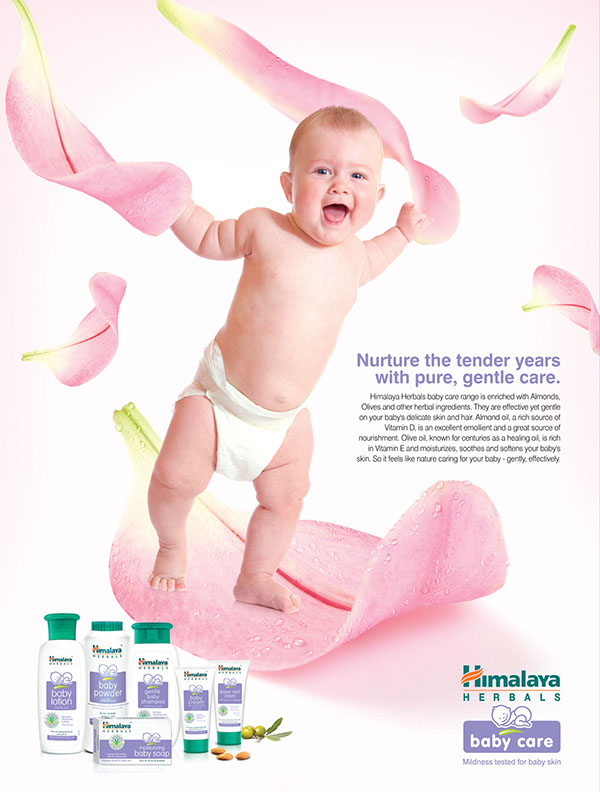 Nurture the tender years
with pure, gentle care.
Himalaya Herbals baby care range is enriched with Almonds,
Olives and other herbal ingredients. They are effective yet gentle
on your baby's delicate skin and hair. Almond oil, a rich source of
Vitamin D, is an excellent emollient and a great source of
nourishment. Olive oil, known for centuries as a healing oil, is rich
in Vitamin E and moisturizes, soothes and softens your baby's
skin. So it feels like nature caring for your baby - gently, effectively.
Himalaya
HERBALS
baby
lotion
Himalaya
HERBALS
baby
powder
Himalaya
HERBALS
gentle
baby
shampoo
Himalaya
HERBALS
baby
cream
Himalaya
HERBALS
diaper rash
cream
Himalaya
HERBALS
moisturizing
baby soap
Himalaya
HERBALS
baby care
Mildness tested for baby skin